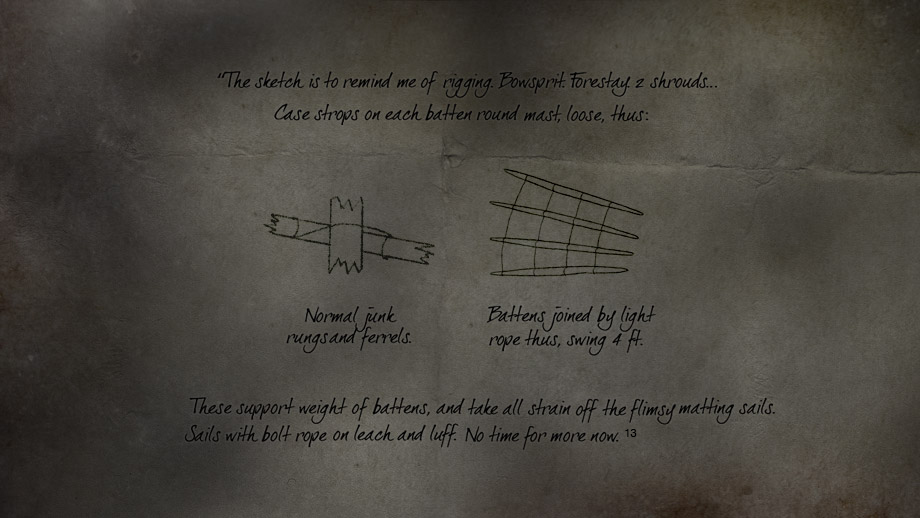 "The sketch is to remind me of rigging. Bowsprit. Forestay. 2 shrouds...
Case strops on each batten round mast, loose, thus:
Normal junk
rungs and ferrels.
Battens joined by light
rope thus, swing 4 ft.
These support weight of battens, and take all strain off the flimsy matting sails.
Sails with bolt rope on leach and luff. No time for more now. 13